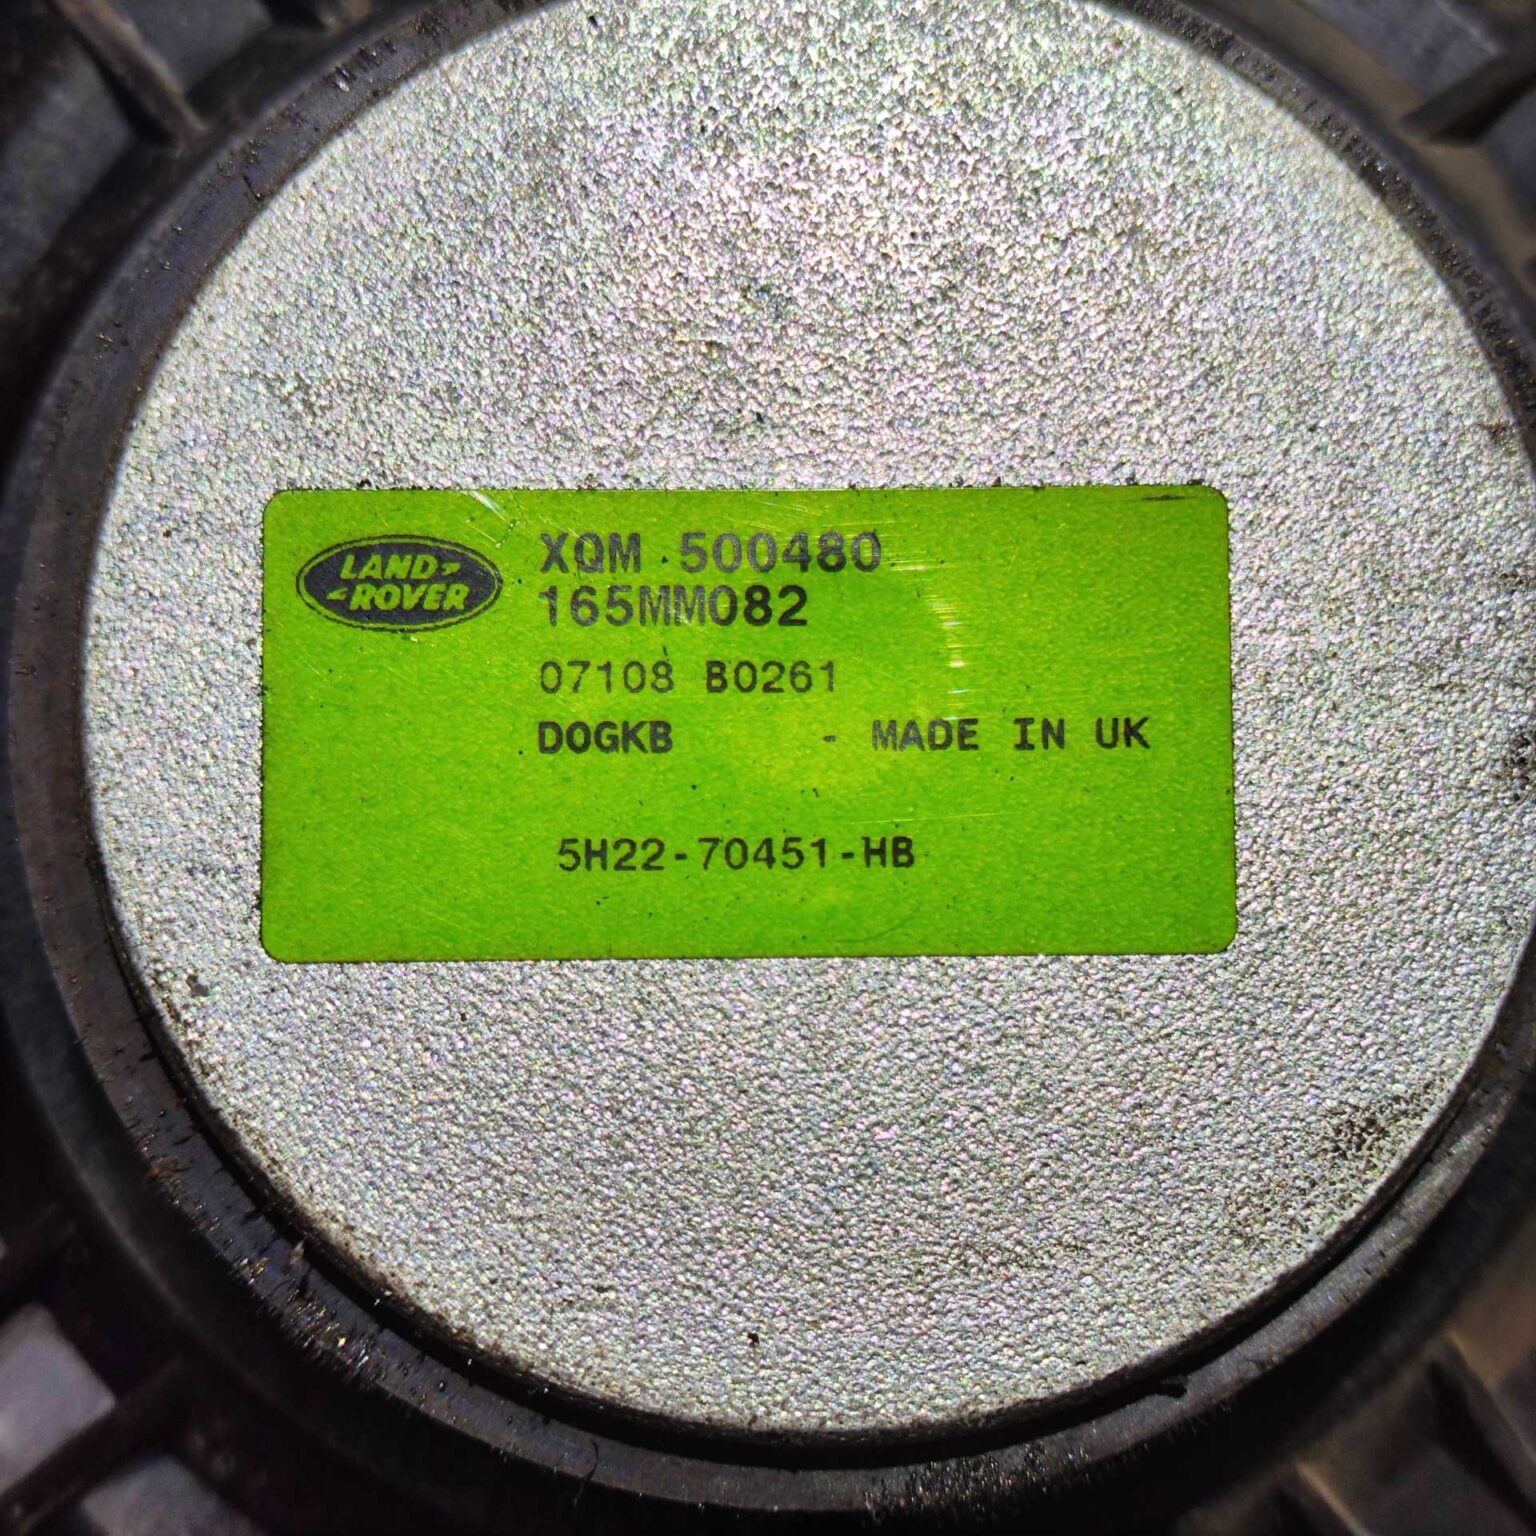 LAND
ROVER
XQM 500480
165MM082
07108 B0261
DOGKB - MADE IN UK
5H22-70451-HB